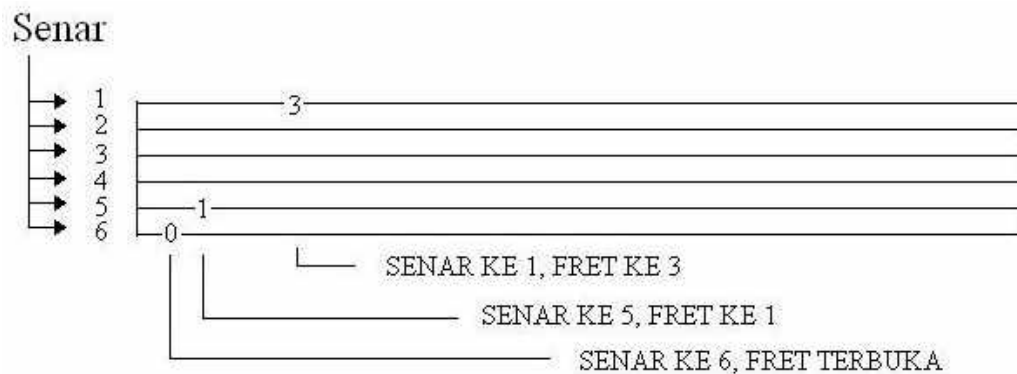 Senar
1 3
2
3
4
5 1
6 0
SENAR KE 1, FRET KE 3
SENAR KE 5, FRET KE 1
SENAR KE 6, FRET TERBUKA